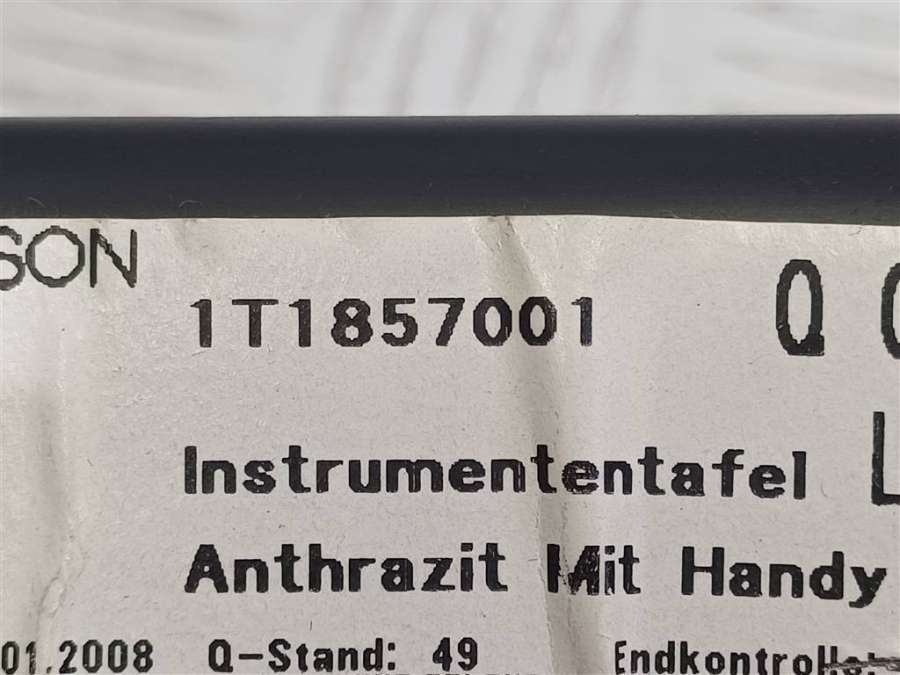 SON
1T1857001 Q
Instrumententafel L
Anthrazit Mit Handy
01.2008 Q-Stand: 49 Endkontrolle: